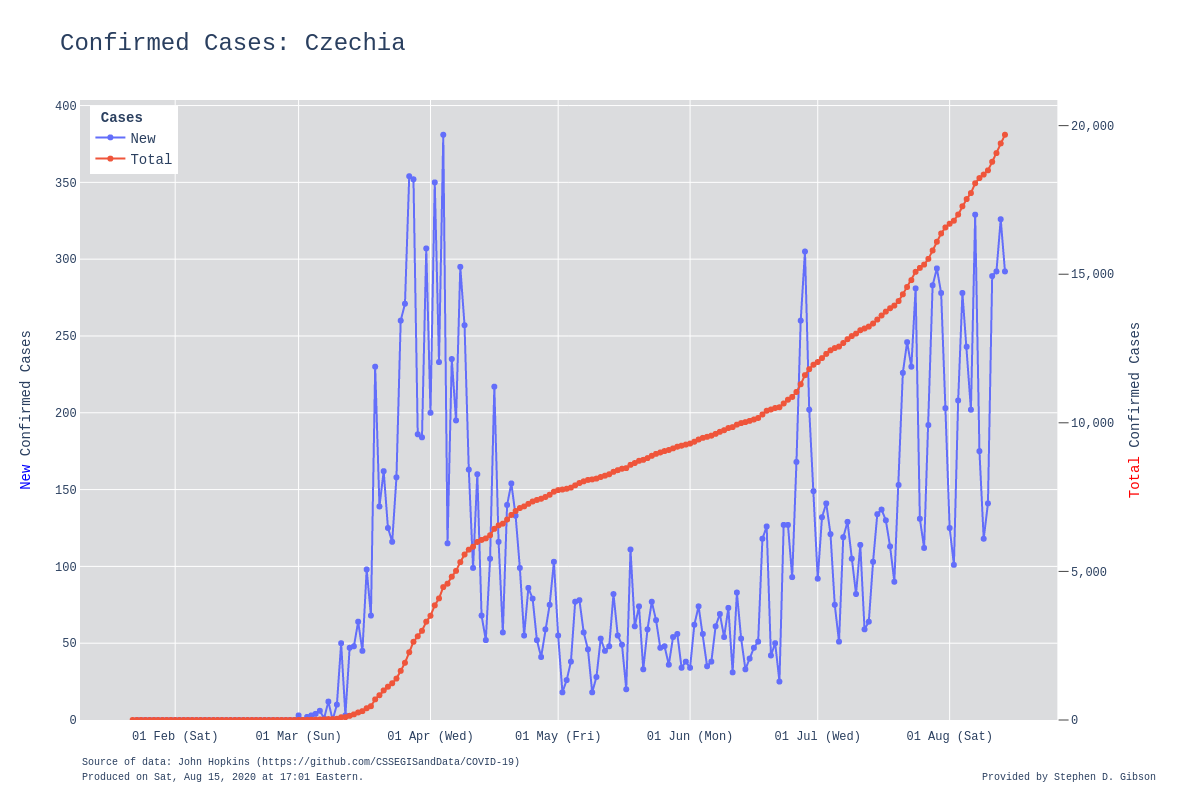 Confirmed Cases: Czechia
Cases
New
Total
400
350
300
250
200
150
100
50
0
20,000
15,000
10,000
5,000
0
New Confirmed Cases
Total Confirmed Cases
01 Feb (Sat)
01 Mar (Sun)
01 Apr (Wed)
01 May (Fri)
01 Jun (Mon)
01 Jul (Wed)
01 Aug (Sat)
Source of data: John Hopkins (https://github.com/CSSEGISandData/COVID-19)
Produced on Sat, Aug 15, 2020 at 17:01 Eastern.
Provided by Stephen D. Gibson